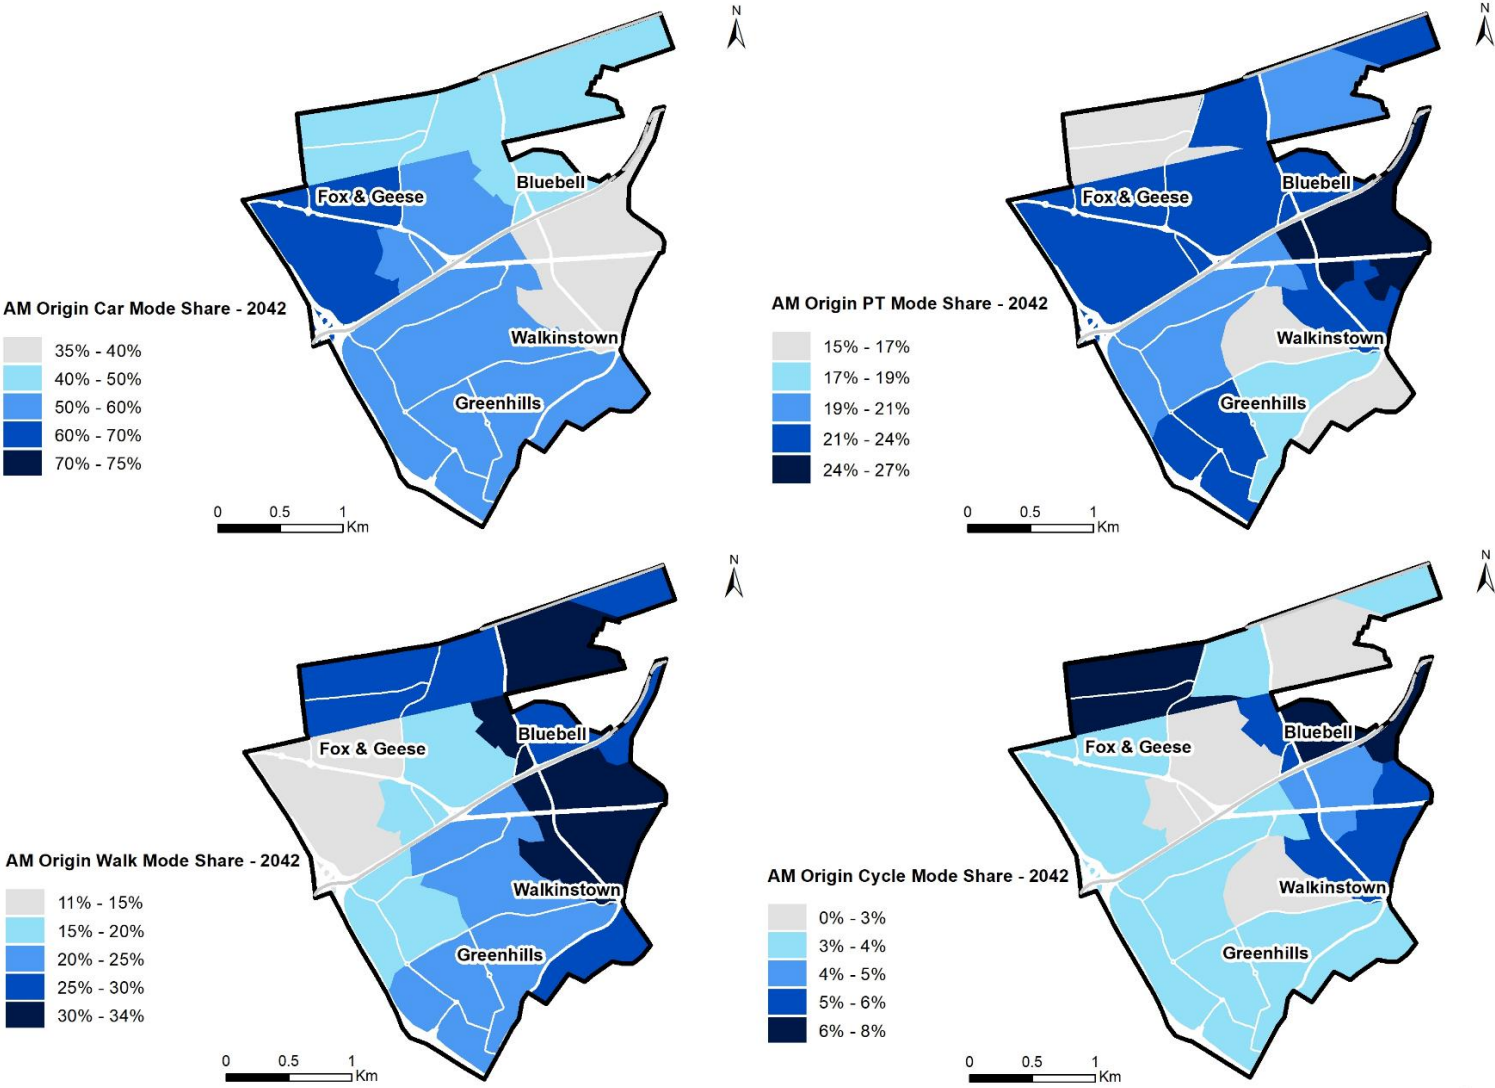 N
Fox & Geese
Bluebell
AM Origin Car Mode Share - 2042
35% - 40%
40% - 50%
50% - 60%
60% - 70%
70% - 75%
Walkinstown
Greenhills
0 0.5 1
Km
N
Fox & Geese
Bluebell
AM Origin PT Mode Share - 2042
15% - 17%
17% - 19%
19% - 21%
21% - 24%
24% - 27%
Walkinstown
Greenhills
0 0.5 1
Km
N
Fox & Geese
Bluebell
AM Origin Walk Mode Share - 2042
11% - 15%
15% - 20%
20% - 25%
25% - 30%
30% - 34%
Walkinstown
Greenhills
0 0.5 1
Km
N
Fox & Geese
Bluebell
AM Origin Cycle Mode Share - 2042
0% - 3%
3% - 4%
4% - 5%
5% - 6%
6% - 8%
Walkinstown
Greenhills
0 0.5 1
Km